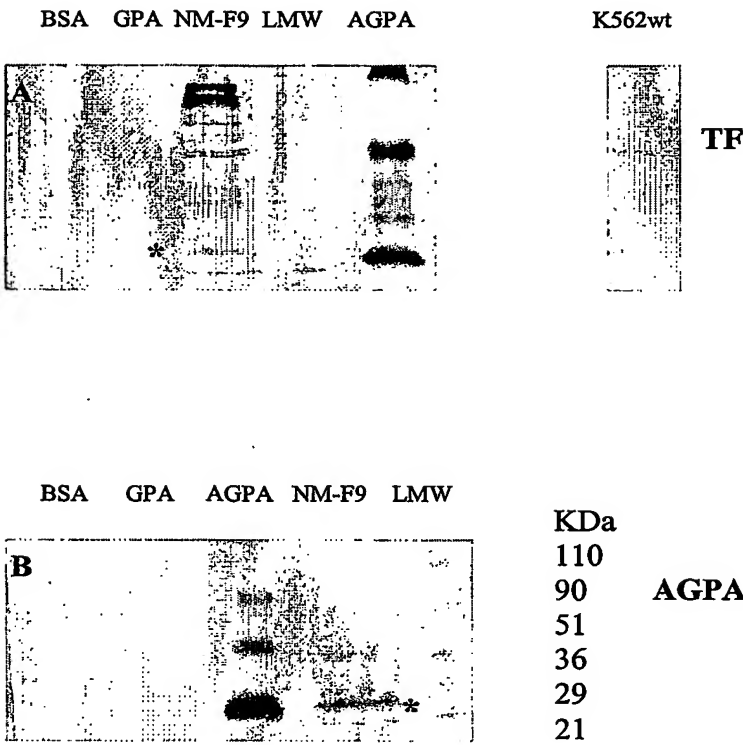 BSA GPA NM-F9 LMW AGPA K562wt
A
TF
*
BSA GPA AGPA NM-F9 LMW
B
KDa
110
90 AGPA
51
36
29
21
*